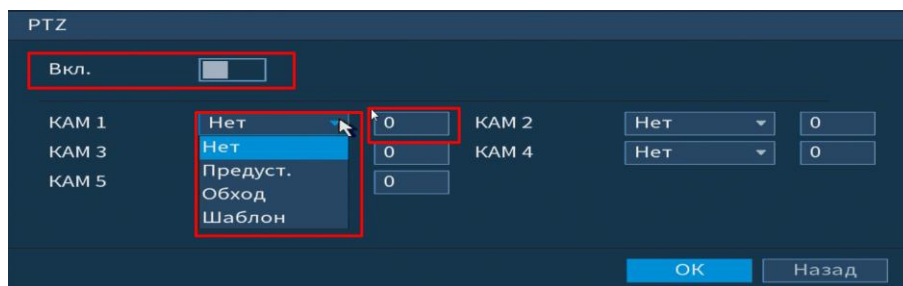 PTZ
Вкл.
КАМ 1 Нет 0 КАМ 2 Нет 0
КАМ 3 Нет 0 КАМ 4 Нет 0
КАМ 5 Предуст. 0
Обход
Шаблон
ОК Назад